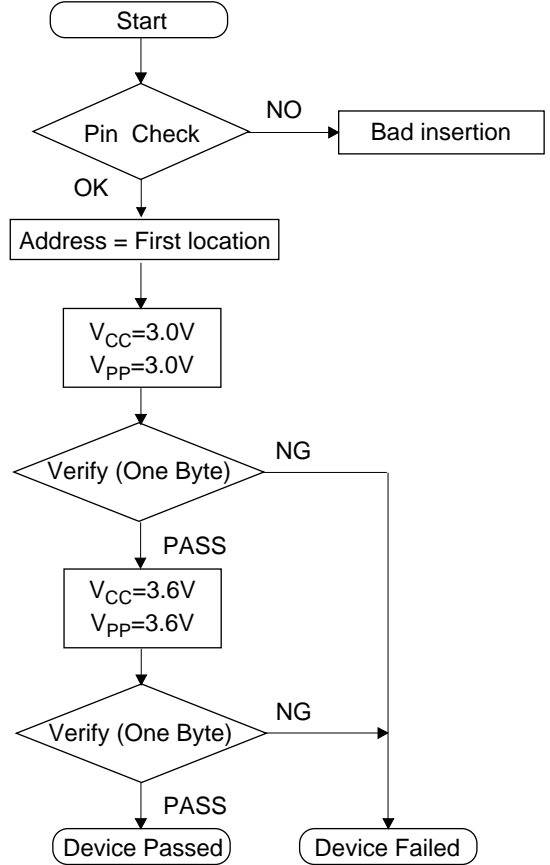 Start
Pin Check
NO
Bad insertion
OK
Address = First location
VCC=3.0V
VPP=3.0V
Verify (One Byte)
NG
PASS
VCC=3.6V
VPP=3.6V
Verify (One Byte)
NG
PASS
Device Passed
Device Failed